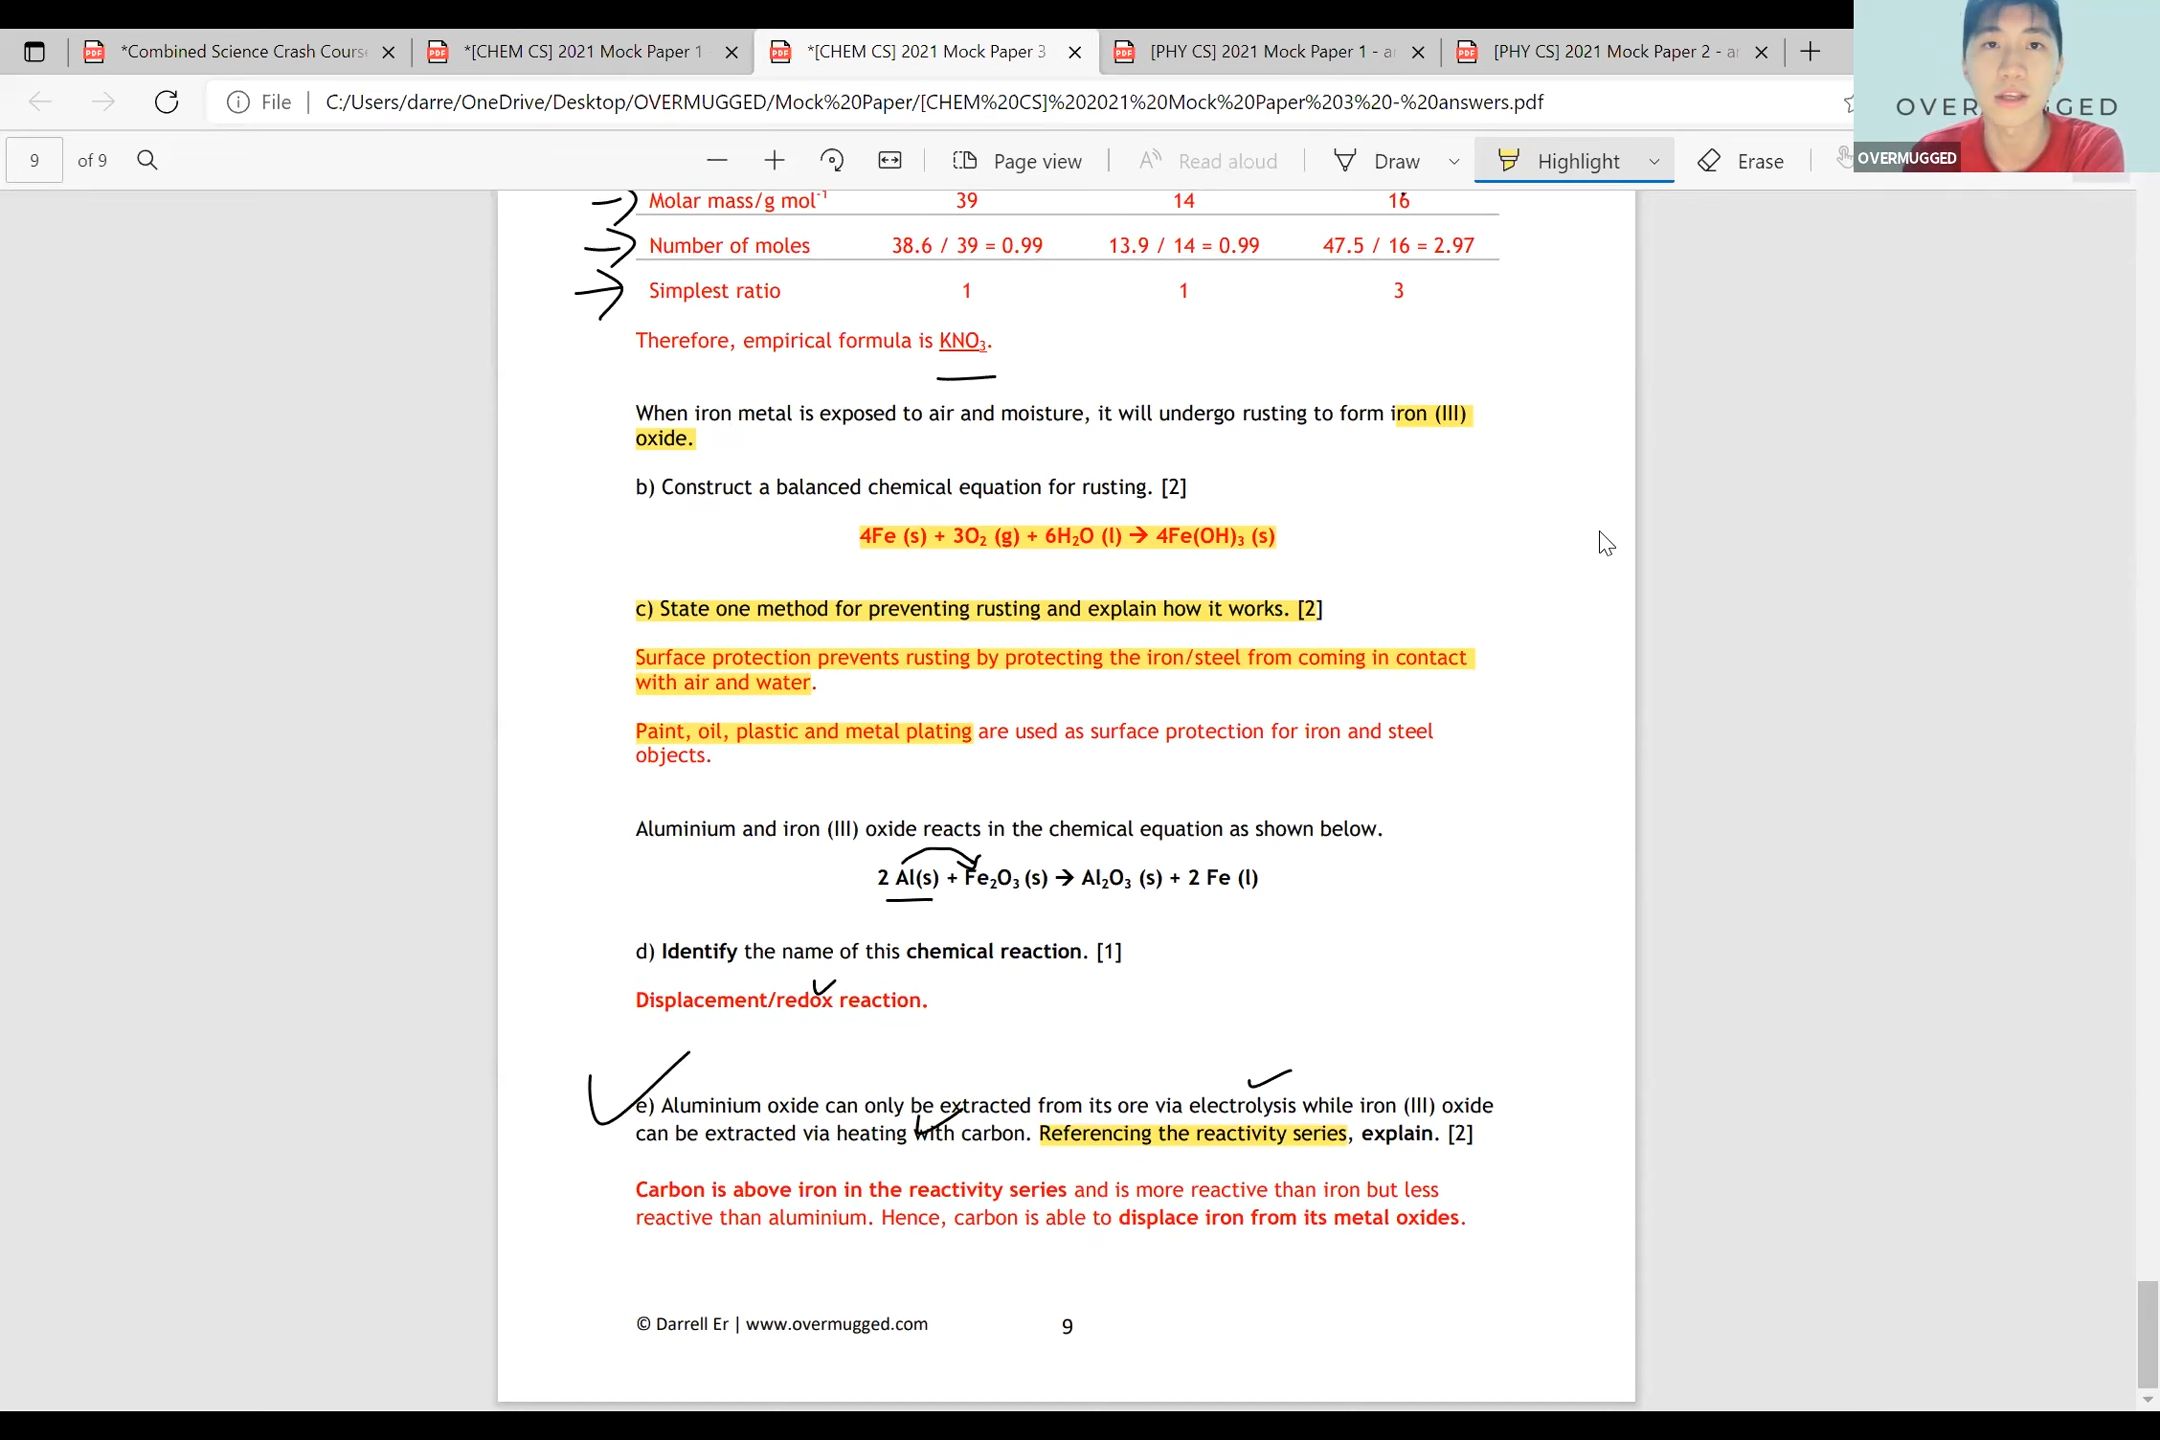 *Combined Science Crash Cours
*[CHEM CS] 2021 Mock Paper 1
*[CHEM CS] 2021 Mock Paper 3
[PHY CS] 2021 Mock Paper 1 - a
[PHY CS] 2021 Mock Paper 2 - a
File
C:/Users/darre/OneDrive/Desktop/OVERMUGGED/Mock%20Paper/[CHEM%20CS]%202021%20Mock%20Paper%203%20-%20answers.pdf
9 of 9
Page view
Read aloud
Draw
Highlight
Erase
OVERMUGGED
Molar mass/g mol⁻¹ 39 14 16
Number of moles 38.6 / 39 = 0.99 13.9 / 14 = 0.99 47.5 / 16 = 2.97
Simplest ratio 1 1 3
Therefore, empirical formula is KNO₃.
When iron metal is exposed to air and moisture, it will undergo rusting to form iron (III)
oxide.
b) Construct a balanced chemical equation for rusting. [2]
4Fe (s) + 3O₂ (g) + 6H₂O (l) → 4Fe(OH)₃ (s)
c) State one method for preventing rusting and explain how it works. [2]
Surface protection prevents rusting by protecting the iron/steel from coming in contact
with air and water.
Paint, oil, plastic and metal plating are used as surface protection for iron and steel
objects.
Aluminium and iron (III) oxide reacts in the chemical equation as shown below.
2 Al(s) + Fe₂O₃ (s) → Al₂O₃ (s) + 2 Fe (l)
d) Identify the name of this chemical reaction. [1]
Displacement/redox reaction.
e) Aluminium oxide can only be extracted from its ore via electrolysis while iron (III) oxide
can be extracted via heating with carbon. Referencing the reactivity series, explain. [2]
Carbon is above iron in the reactivity series and is more reactive than iron but less
reactive than aluminium. Hence, carbon is able to displace iron from its metal oxides.
© Darrell Er | www.overmugged.com 9